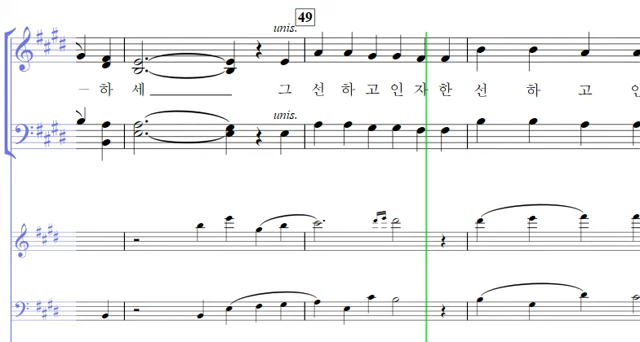 49
unis.
– 하 세 그 선 하 고 인 자 한 선 하 고 인
unis.